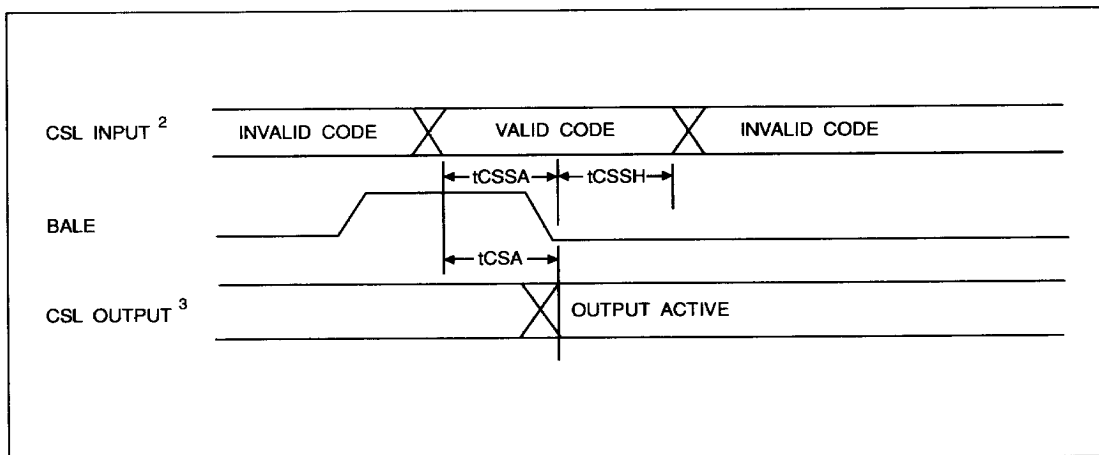 CSL INPUT 2
INVALID CODE
VALID CODE
INVALID CODE
tCSSA
tCSSH
BALE
tCSA
CSL OUTPUT 3
OUTPUT ACTIVE